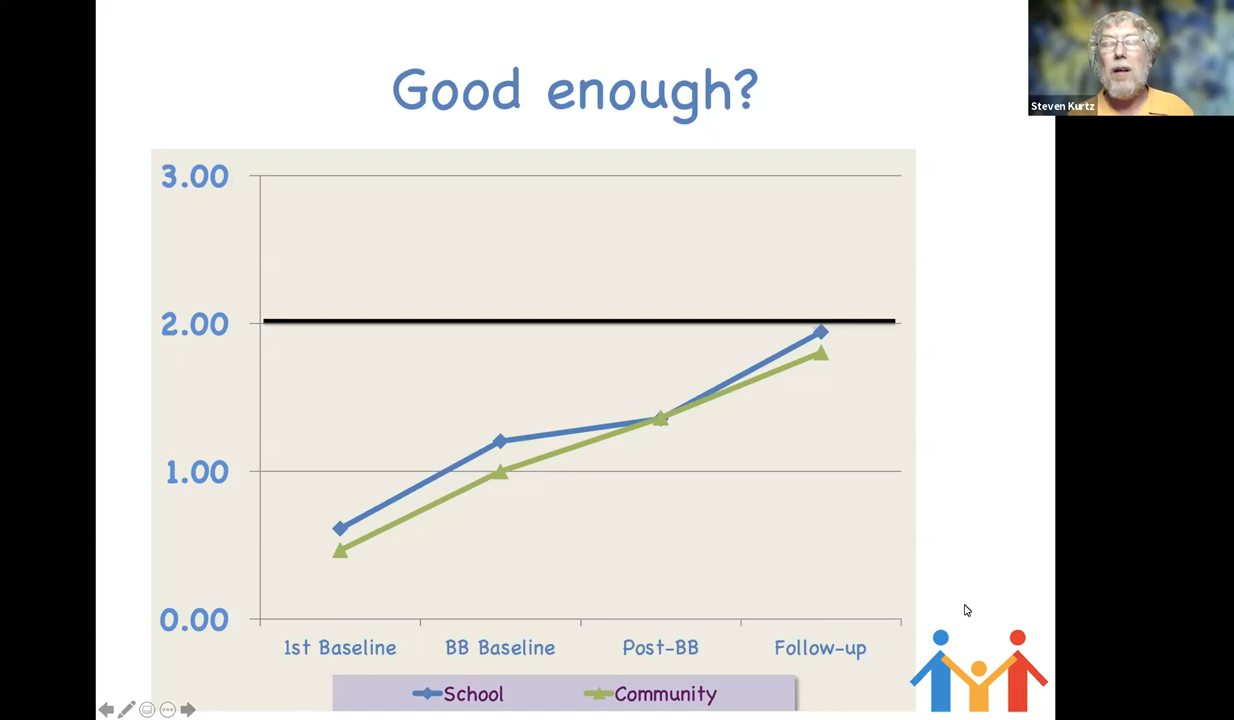 Good enough?
Steven Kurtz
3.00
2.00
1.00
0.00
1st Baseline BB Baseline Post-BB Follow-up
School Community